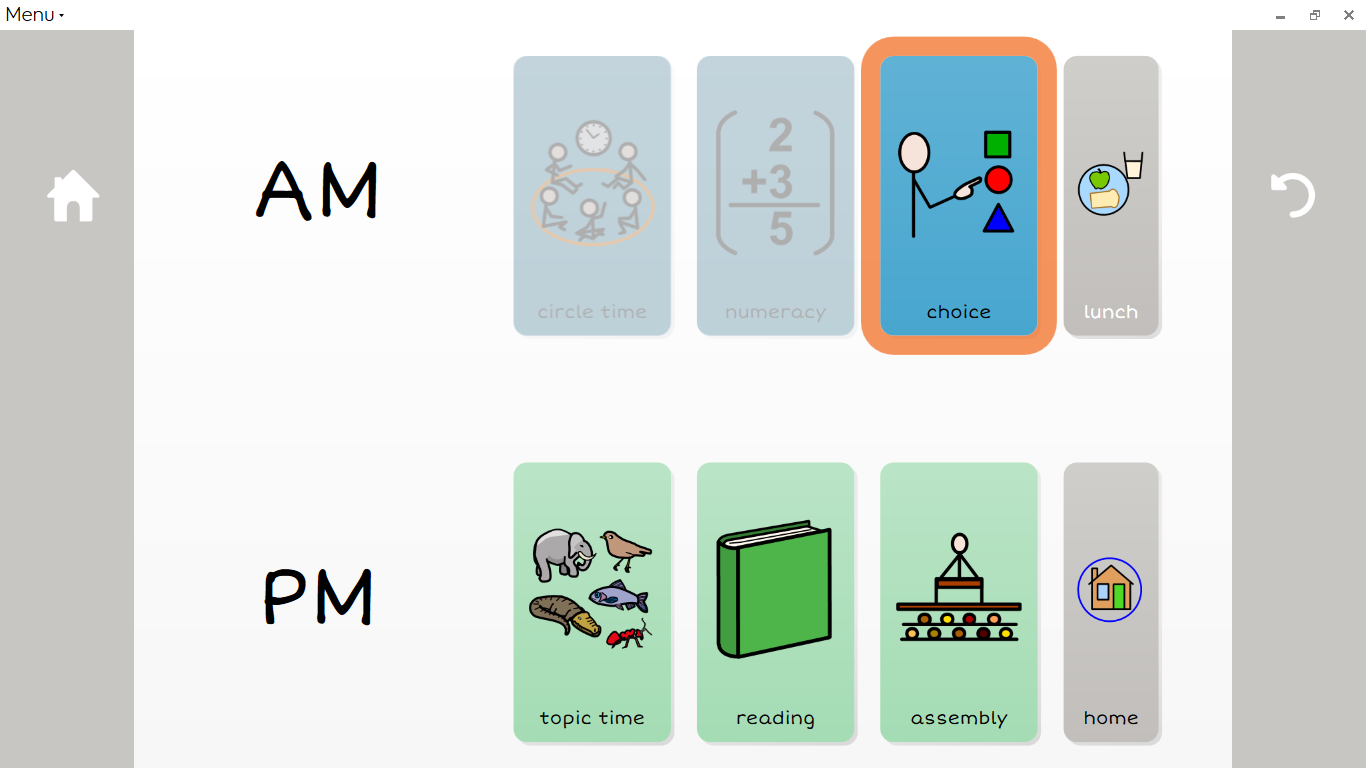 Menu
AM
circle time
2
+3
5
numeracy
choice
lunch
PM
topic time
reading
assembly
home